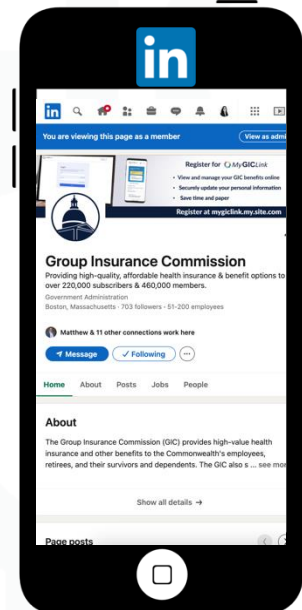 in
in
You are viewing this page as a member
View as admi
Register for MyGICLink
• View and manage your GIC benefits online
• Securely update your personal information
• Save time and paper
Register at mygiclink.my.site.com
Group Insurance Commission
Providing high-quality, affordable health insurance & benefit options to
over 220,000 subscribers & 460,000 members.
Government Administration
Boston, Massachusetts · 703 followers · 51-200 employees
Matthew & 11 other connections work here
Message
Following
Home About Posts Jobs People
About
The Group Insurance Commission (GIC) provides high-value health
insurance and other benefits to the Commonwealth's employees,
retirees, and their survivors and dependents. The GIC also s ... see mor
Show all details →
Page posts